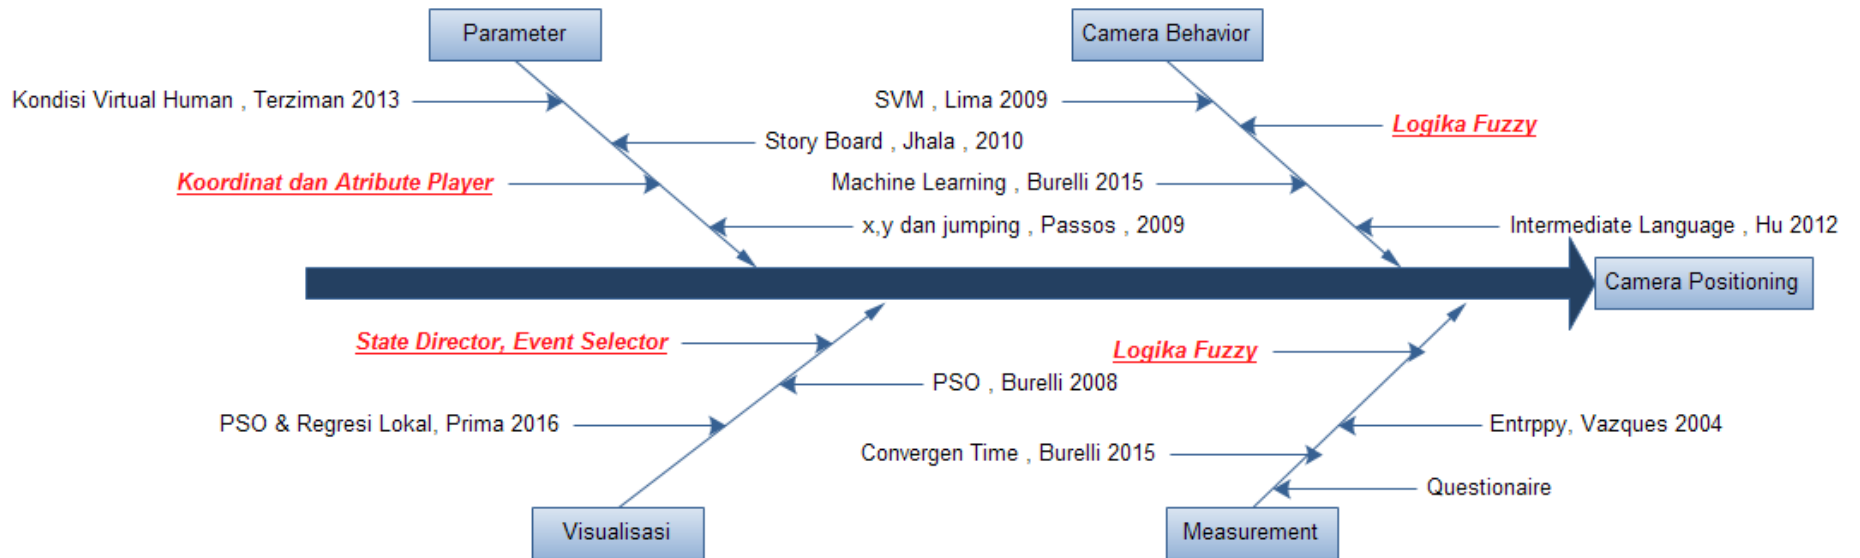 Parameter
Camera Behavior
Kondisi Virtual Human , Terziman 2013
SVM , Lima 2009
Logika Fuzzy
Story Board , Jhala , 2010
Koordinat dan Atribute Player
Machine Learning , Burelli 2015
x,y dan jumping , Passos , 2009
Intermediate Language , Hu 2012
Camera Positioning
State Director, Event Selector
Logika Fuzzy
PSO , Burelli 2008
PSO & Regresi Lokal, Prima 2016
Entrppy, Vazques 2004
Convergen Time , Burelli 2015
Questionaire
Visualisasi
Measurement